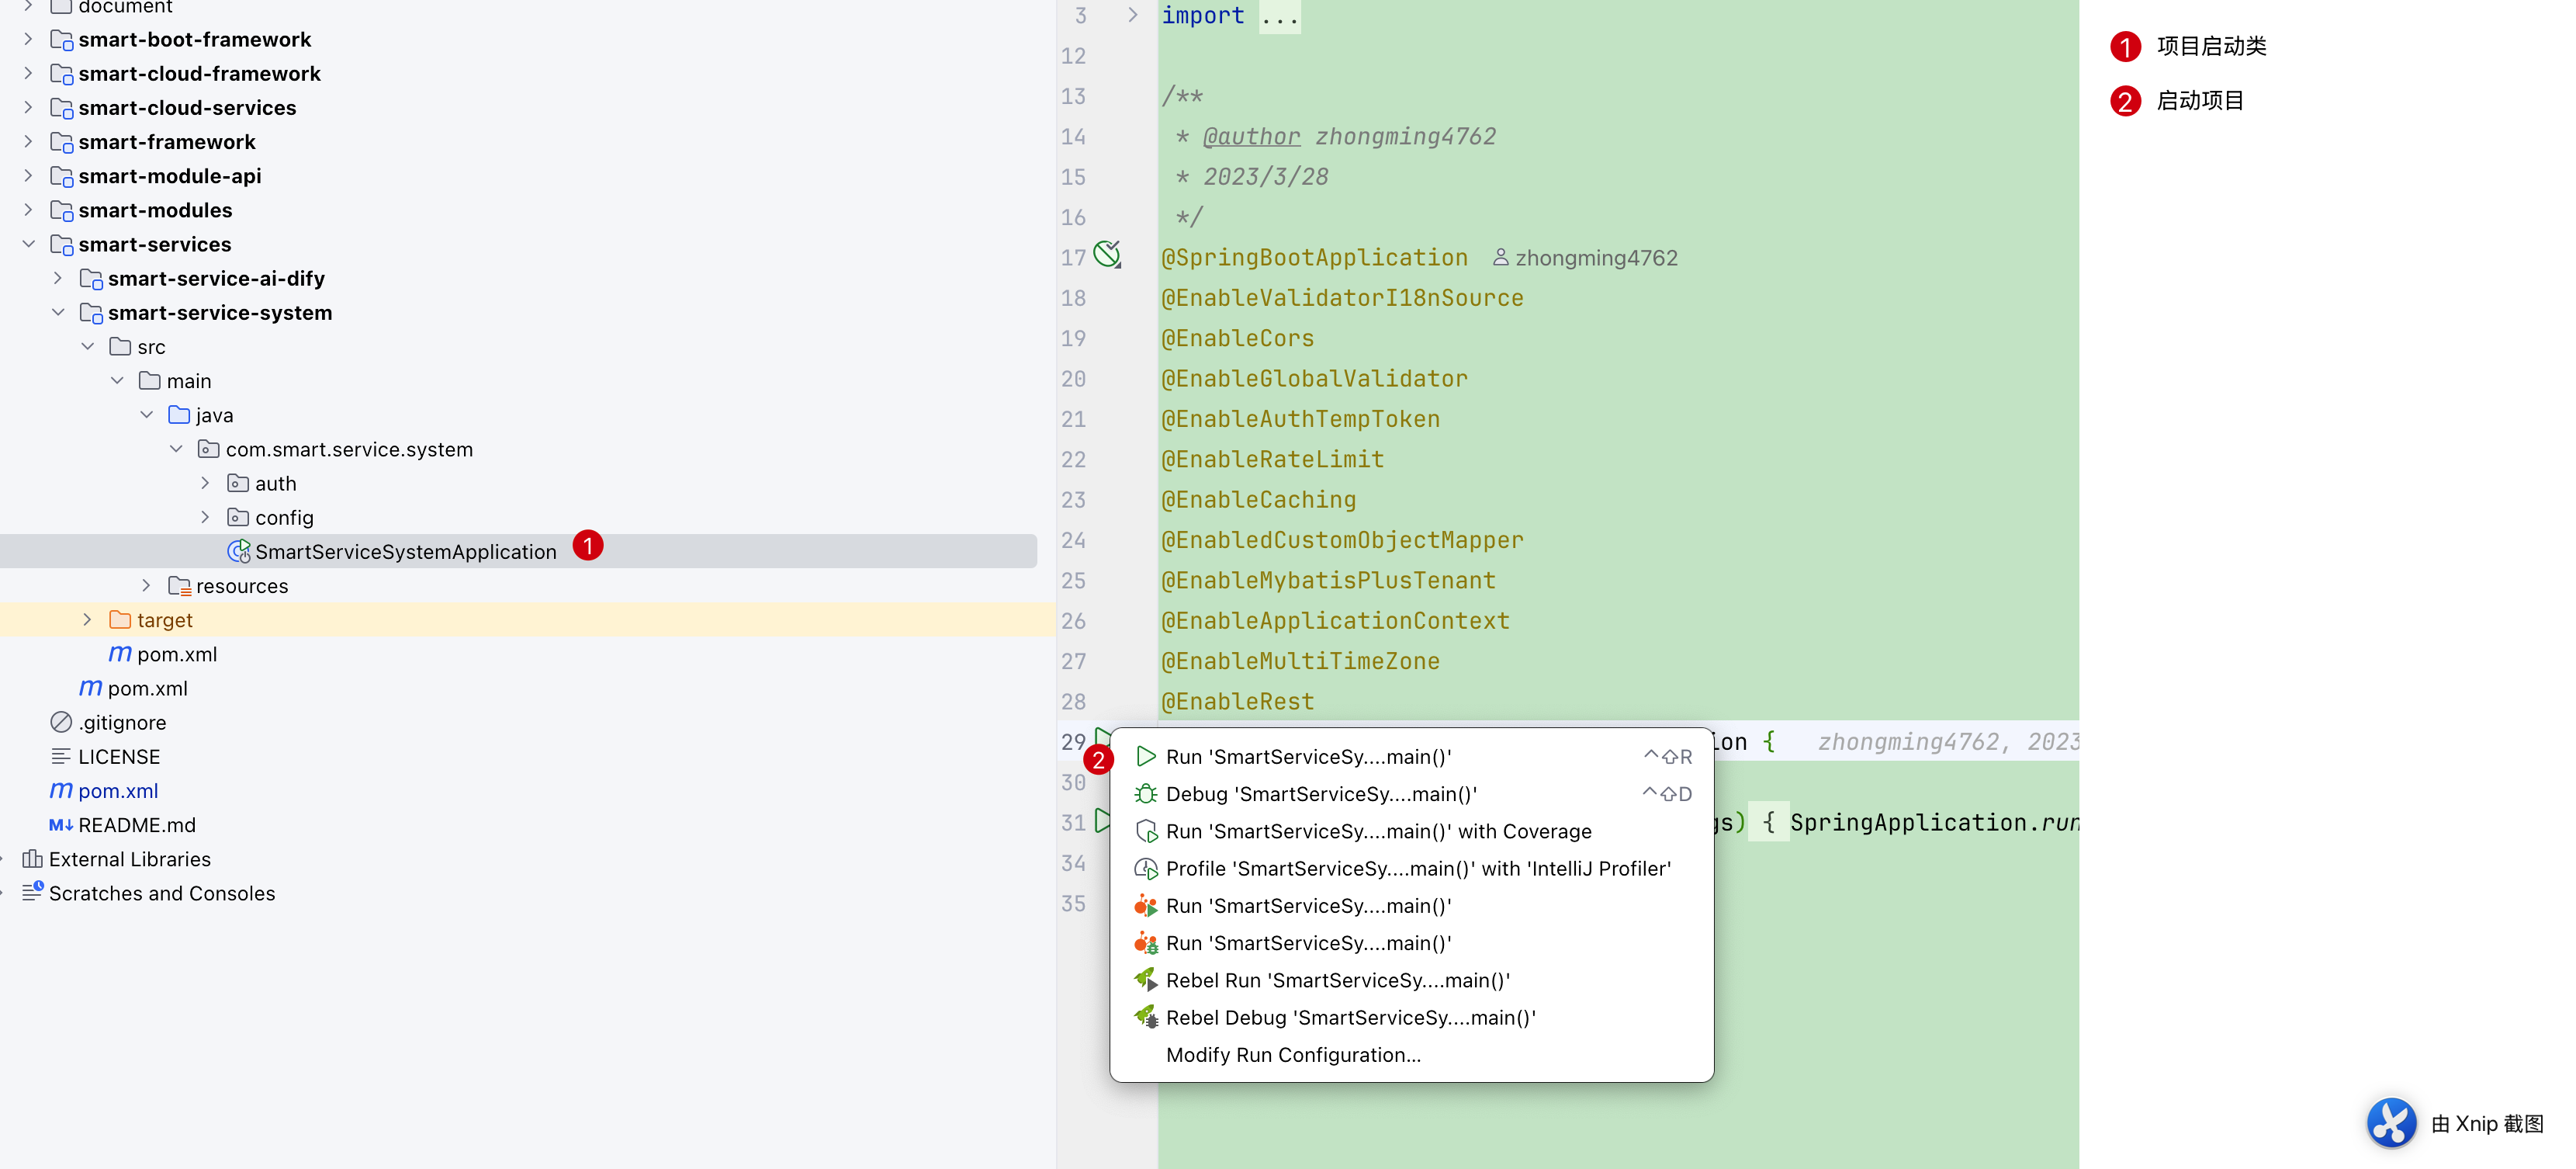 document
smart-boot-framework
smart-cloud-framework
smart-cloud-services
smart-framework
smart-module-api
smart-modules
smart-services
smart-service-ai-dify
smart-service-system
src
main
java
com.smart.service.system
auth
config
SmartServiceSystemApplication 1
resources
target
m pom.xml
m pom.xml
.gitignore
LICENSE
m pom.xml
M↓ README.md
External Libraries
Scratches and Consoles
3 import ...
12
13 /**
14 * @author zhongming4762
15 * 2023/3/28
16 */
17 @SpringBootApplication zhongming4762
18 @EnableValidatorI18nSource
19 @EnableCors
20 @EnableGlobalValidator
21 @EnableAuthTempToken
22 @EnableRateLimit
23 @EnableCaching
24 @EnabledCustomObjectMapper
25 @EnableMybatisPlusTenant
26 @EnableApplicationContext
27 @EnableMultiTimeZone
28 @EnableRest
29 ion { zhongming4762, 2023
30
31 gs) { SpringApplication.run
34
35
2
Run 'SmartServiceSy....main()' ^⇧R
Debug 'SmartServiceSy....main()' ^⇧D
Run 'SmartServiceSy....main()' with Coverage
Profile 'SmartServiceSy....main()' with 'IntelliJ Profiler'
Run 'SmartServiceSy....main()'
Run 'SmartServiceSy....main()'
Rebel Run 'SmartServiceSy....main()'
Rebel Debug 'SmartServiceSy....main()'
Modify Run Configuration...
1 项目启动类
2 启动项目
由 Xnip 截图